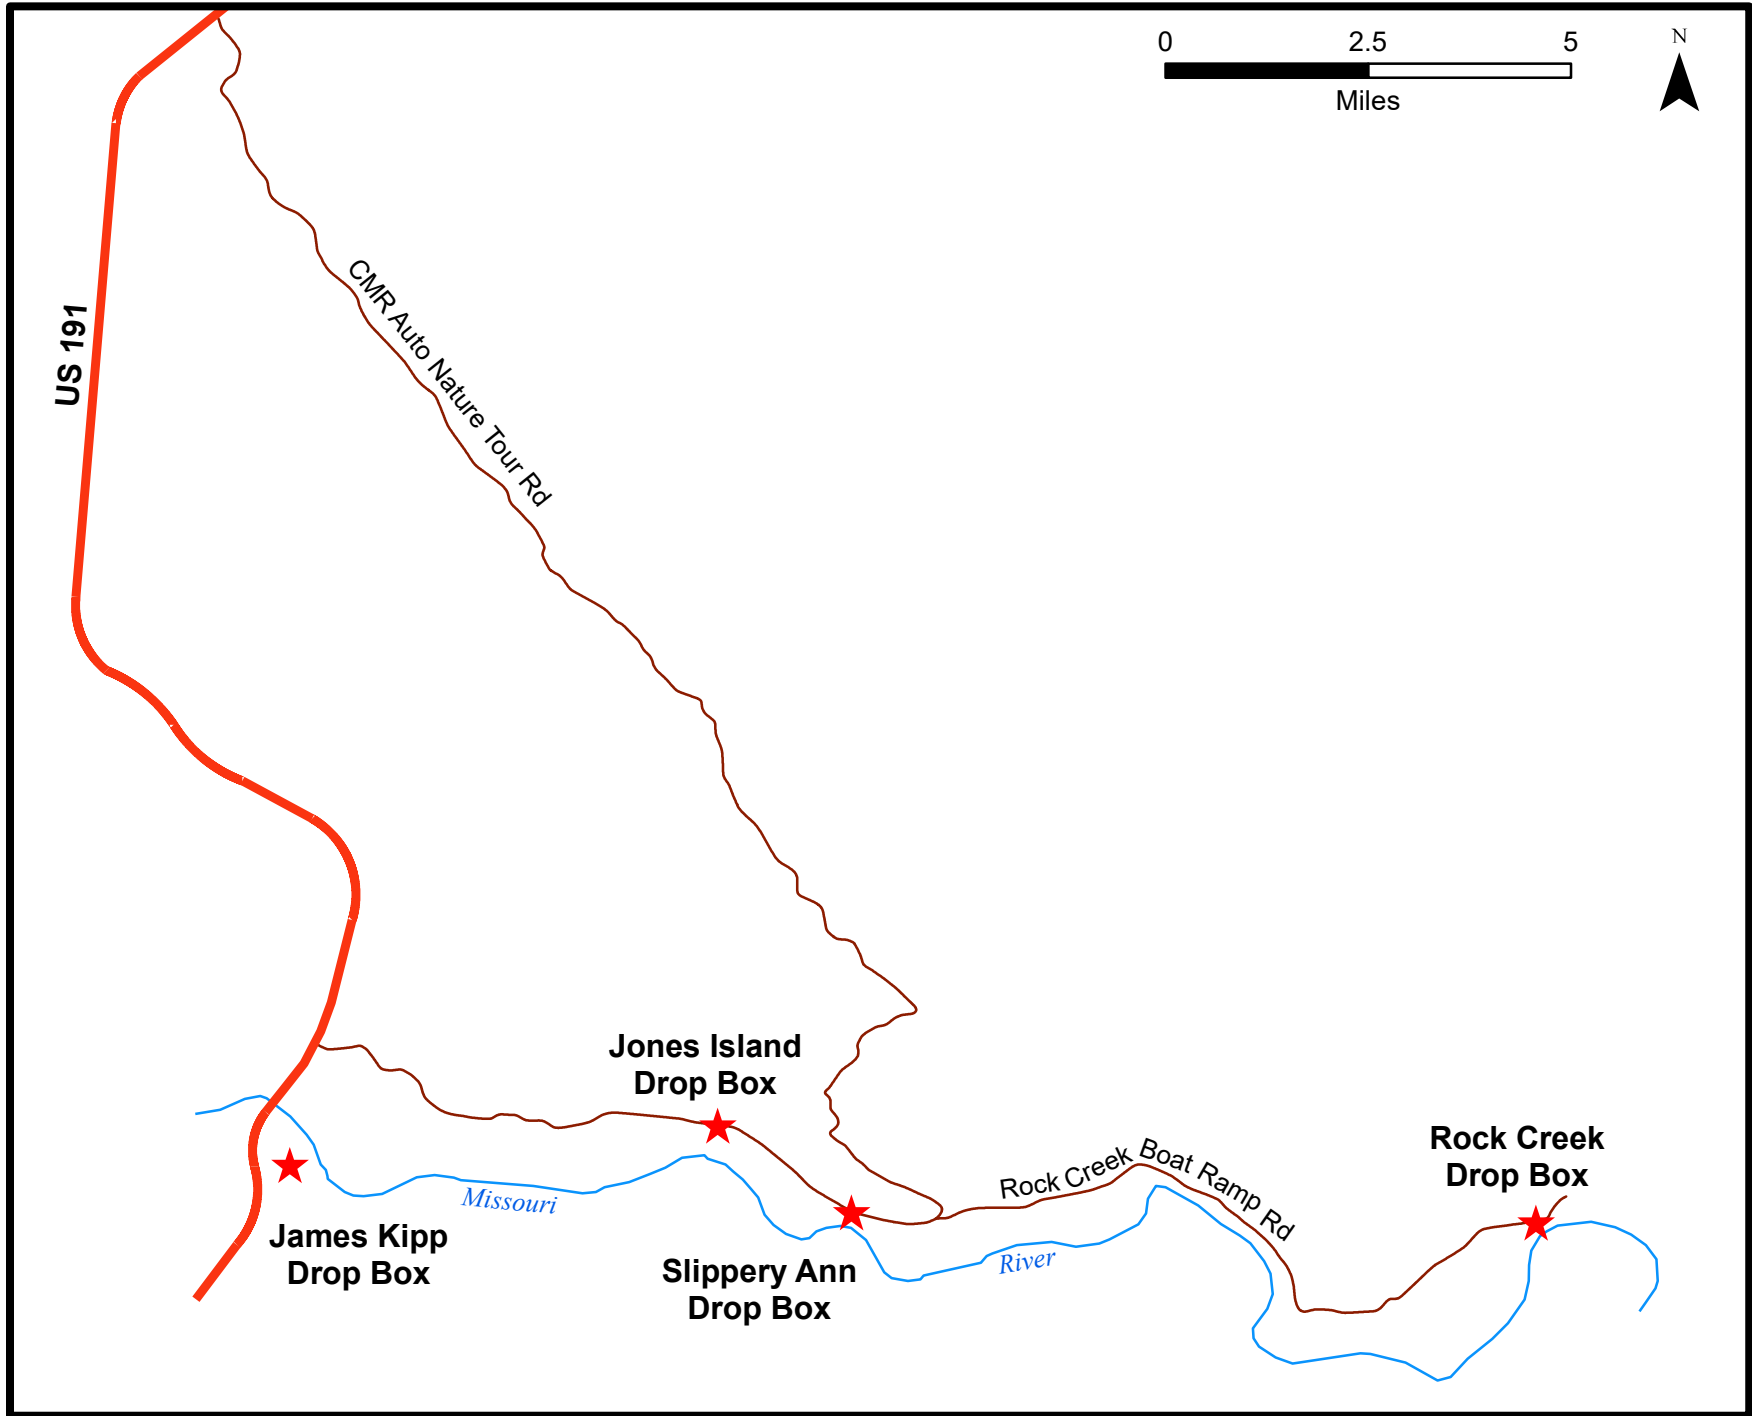 0 2.5 5
Miles
N
US 191
CMR Auto Nature Tour Rd
Jones Island
Drop Box
Rock Creek Boat Ramp Rd
Rock Creek
Drop Box
Missouri
River
James Kipp
Drop Box
Slippery Ann
Drop Box